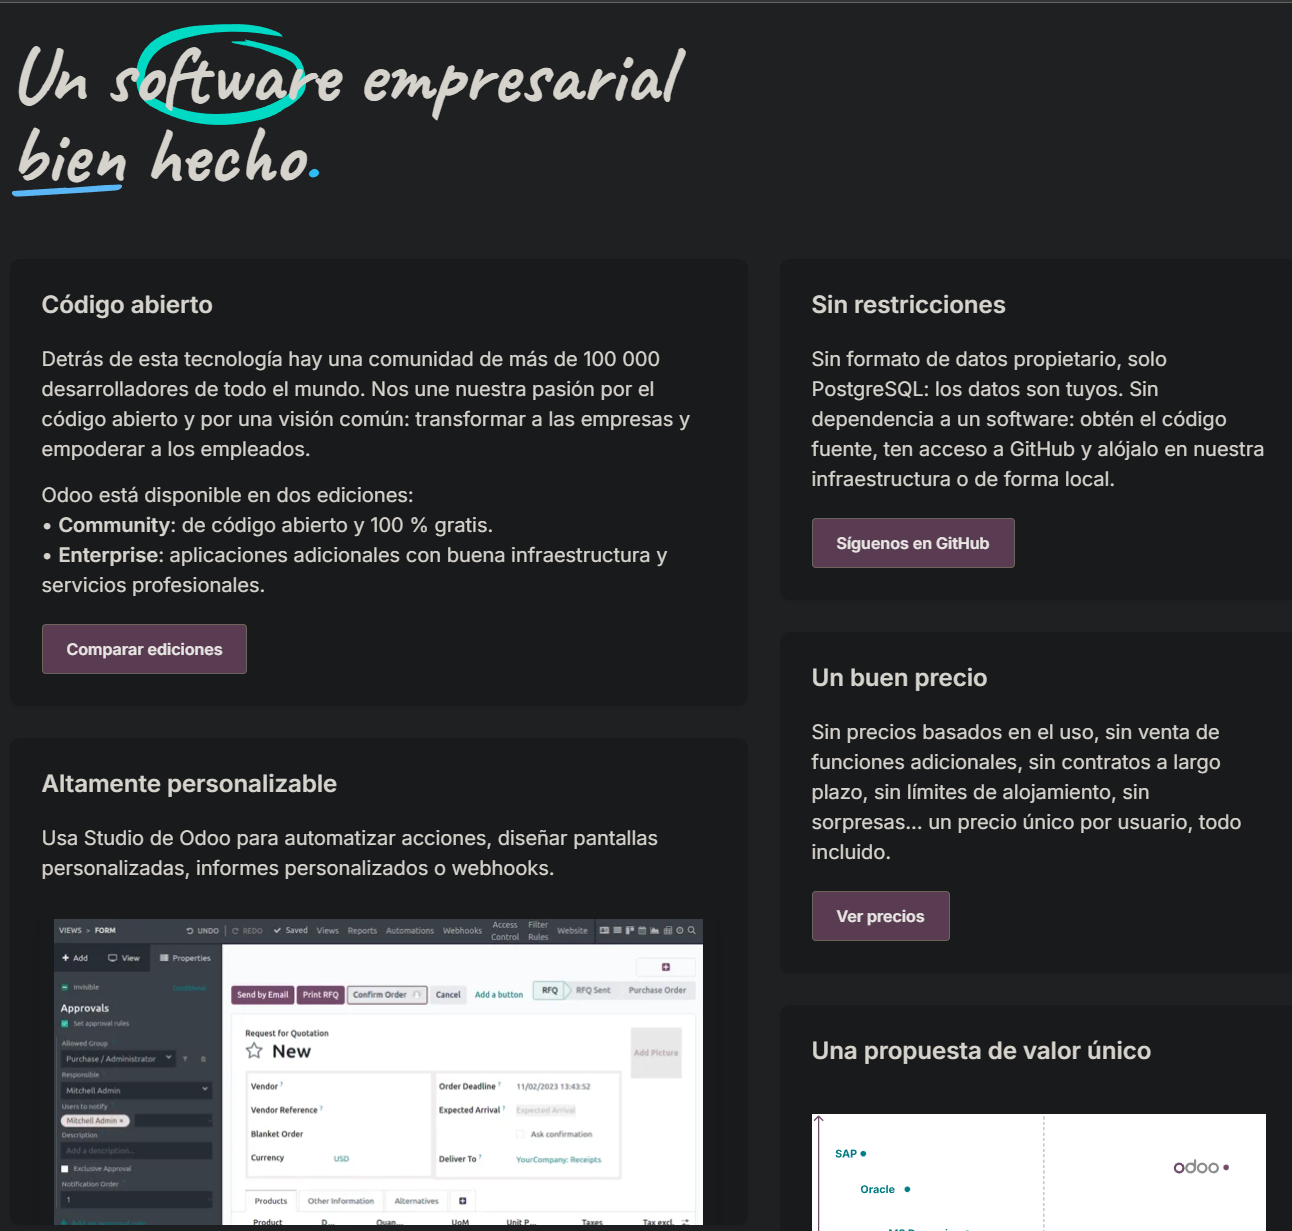 Un software empresarial
bien hecho.
Código abierto
Detrás de esta tecnología hay una comunidad de más de 100 000
desarrolladores de todo el mundo. Nos une nuestra pasión por el
código abierto y por una visión común: transformar a las empresas y
empoderar a los empleados.
Odoo está disponible en dos ediciones:
• Community: de código abierto y 100 % gratis.
• Enterprise: aplicaciones adicionales con buena infraestructura y
servicios profesionales.
Comparar ediciones
Altamente personalizable
Usa Studio de Odoo para automatizar acciones, diseñar pantallas
personalizadas, informes personalizados o webhooks.
VIEWS > FORM
UNDO
REDO
Saved
Views
Reports
Automations
Webhooks
Access
Control
Filter
Rules
Website
+ Add
View
Properties
Invisible
Conditional
Approvals
Set approval rules
Allowed Group
Purchase / Administrator
Responsible
Mitchell Admin
Users to notify
Mitchell Admin ×
Description
Add a description...
Exclusive Approval
Notification Order
1
Send by Email
Print RFQ
Confirm Order
Cancel
Add a button
RFQ
RFQ Sent
Purchase Order
Request for Quotation
New
Add Picture
Vendor ?
Vendor Reference ?
Blanket Order
Currency
USD
Order Deadline ?
11/02/2023 13:43:52
Expected Arrival ?
Expected Arrival
Ask confirmation
Deliver To ?
YourCompany: Receipts
Products
Other Information
Alternatives
Product
D...
Quan...
UoM
Unit P...
Taxes
Tax excl.
Sin restricciones
Sin formato de datos propietario, solo
PostgreSQL: los datos son tuyos. Sin
dependencia a un software: obtén el código
fuente, ten acceso a GitHub y alójalo en nuestra
infraestructura o de forma local.
Síguenos en GitHub
Un buen precio
Sin precios basados en el uso, sin venta de
funciones adicionales, sin contratos a largo
plazo, sin límites de alojamiento, sin
sorpresas... un precio único por usuario, todo
incluido.
Ver precios
Una propuesta de valor único
SAP
odoo
Oracle